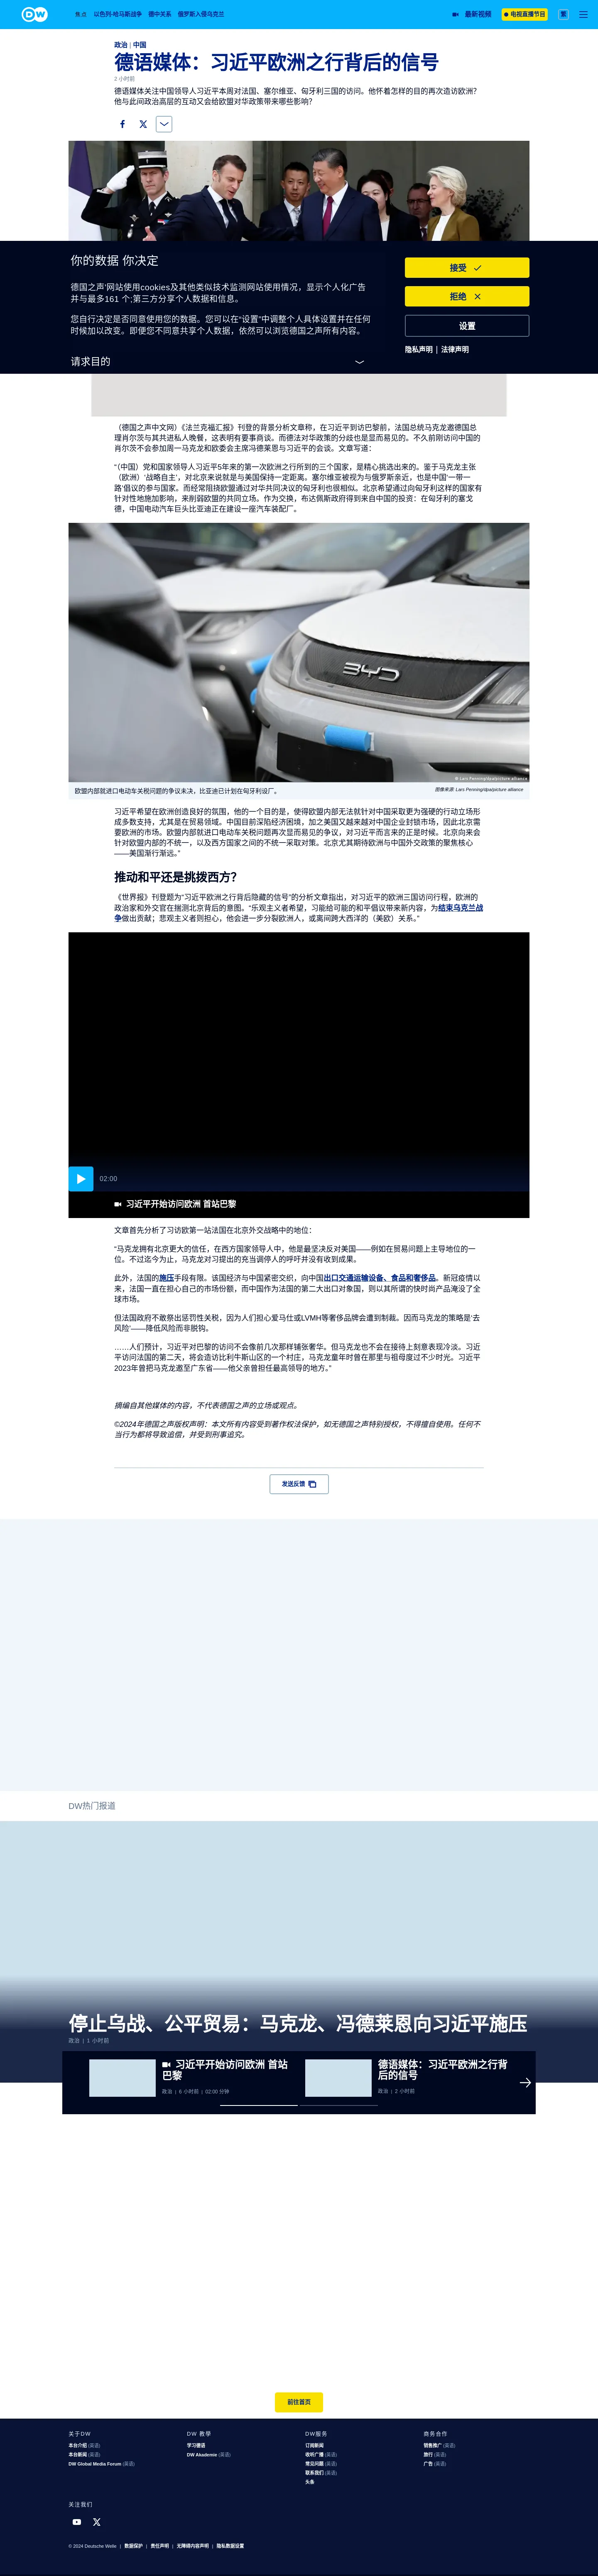 DW
焦点 以色列-哈马斯战争 德中关系 俄罗斯入侵乌克兰
最新视频
电视直播节目
繁
政治 | 中国
德语媒体：习近平欧洲之行背后的信号
2 小时前
德语媒体关注中国领导人习近平本周对法国、塞尔维亚、匈牙利三国的访问。他怀着怎样的目的再次造访欧洲？
他与此间政治高层的互动又会给欧盟对华政策带来哪些影响？
你的数据 你决定
德国之声'网站使用cookies及其他类似技术监测网站使用情况，显示个人化广告
并与最多161 个;第三方分享个人数据和信息。
您自行决定是否同意使用您的数据。您可以在“设置”中调整个人具体设置并在任何
时候加以改变。即便您不同意共享个人数据，依然可以浏览德国之声所有内容。
请求目的
接受
拒绝
设置
隐私声明 | 法律声明
（德国之声中文网）《法兰克福汇报》刊登的背景分析文章称，在习近平到访巴黎前，法国总统马克龙邀德国总
理肖尔茨与其共进私人晚餐，这表明有要事商谈。而德法对华政策的分歧也是显而易见的。不久前刚访问中国的
肖尔茨不会参加周一马克龙和欧委会主席冯德莱恩与习近平的会谈。文章写道：
“（中国）党和国家领导人习近平5年来的第一次欧洲之行所到的三个国家，是精心挑选出来的。鉴于马克龙主张
（欧洲）‘战略自主’，对北京来说就是与美国保持一定距离。塞尔维亚被视为与俄罗斯亲近，也是中国‘一带一
路’倡议的参与国家。而经常阻挠欧盟通过对华共同决议的匈牙利也很相似。北京希望通过向匈牙利这样的国家有
针对性地施加影响，来削弱欧盟的共同立场。作为交换，布达佩斯政府得到来自中国的投资：在匈牙利的塞戈
德，中国电动汽车巨头比亚迪正在建设一座汽车装配厂。
BYD
© Lars Penning/dpa/picture alliance
欧盟内部就进口电动车关税问题的争议未决，比亚迪已计划在匈牙利设厂。
图像来源: Lars Penning/dpa/picture alliance
习近平希望在欧洲创造良好的氛围，他的一个目的是，使得欧盟内部无法就针对中国采取更为强硬的行动立场形
成多数支持，尤其是在贸易领域。中国目前深陷经济困境，加之美国又越来越对中国企业封锁市场，因此北京需
要欧洲的市场。欧盟内部就进口电动车关税问题再次显而易见的争议，对习近平而言来的正是时候。北京向来会
针对欧盟内部的不统一，以及西方国家之间的不统一采取对策。北京尤其期待欧洲与中国外交政策的聚焦核心
——美国渐行渐远。”
推动和平还是挑拨西方？
《世界报》刊登题为“习近平欧洲之行背后隐藏的信号”的分析文章指出，对习近平的欧洲三国访问行程，欧洲的
政治家和外交官在揣测北京背后的意图。“乐观主义者希望，习能给可能的和平倡议带来新内容，为结束乌克兰战
争做出贡献；悲观主义者则担心，他会进一步分裂欧洲人，或离间跨大西洋的（美欧）关系。”
02:00
习近平开始访问欧洲 首站巴黎
文章首先分析了习访欧第一站法国在北京外交战略中的地位：
“马克龙拥有北京更大的信任，在西方国家领导人中，他是最坚决反对美国——例如在贸易问题上主导地位的一
位。不过迄今为止，马克龙对习提出的充当调停人的呼吁并没有收到成果。
此外，法国的施压手段有限。该国经济与中国紧密交织，向中国出口交通运输设备、食品和奢侈品。新冠疫情以
来，法国一直在担心自己的市场份额，而中国作为法国的第二大出口对象国，则以其所谓的快时尚产品淹没了全
球市场。
但法国政府不敢祭出惩罚性关税，因为人们担心爱马仕或LVMH等奢侈品牌会遭到制裁。因而马克龙的策略是‘去
风险’——降低风险而非脱钩。
……人们预计，习近平对巴黎的访问不会像前几次那样铺张奢华。但马克龙也不会在接待上刻意表现冷淡。习近
平访问法国的第二天，将会造访比利牛斯山区的一个村庄，马克龙童年时曾在那里与祖母度过不少时光。习近平
2023年曾把马克龙邀至广东省——他父亲曾担任最高领导的地方。”
摘编自其他媒体的内容，不代表德国之声的立场或观点。
©2024年德国之声版权声明：本文所有内容受到著作权法保护，如无德国之声特别授权，不得擅自使用。任何不
当行为都将导致追偿，并受到刑事追究。
发送反馈
DW热门报道
停止乌战、公平贸易：马克龙、冯德莱恩向习近平施压
政治 | 1 小时前
习近平开始访问欧洲 首站
巴黎
政治 | 6 小时前 | 02:00 分钟
德语媒体：习近平欧洲之行背
后的信号
政治 | 2 小时前
前往首页
关于DW
本台介绍 (英语)
本台新闻 (英语)
DW Global Media Forum (英语)
DW 教學
学习德语
DW Akademie (英语)
DW服务
订阅新闻
收听广播 (英语)
常见问题 (英语)
联系我们 (英语)
头条
商务合作
销售推广 (英语)
旅行 (英语)
广告 (英语)
关注我们
© 2024 Deutsche Welle | 数据保护 | 责任声明 | 无障碍内容声明 | 隐私数据设置